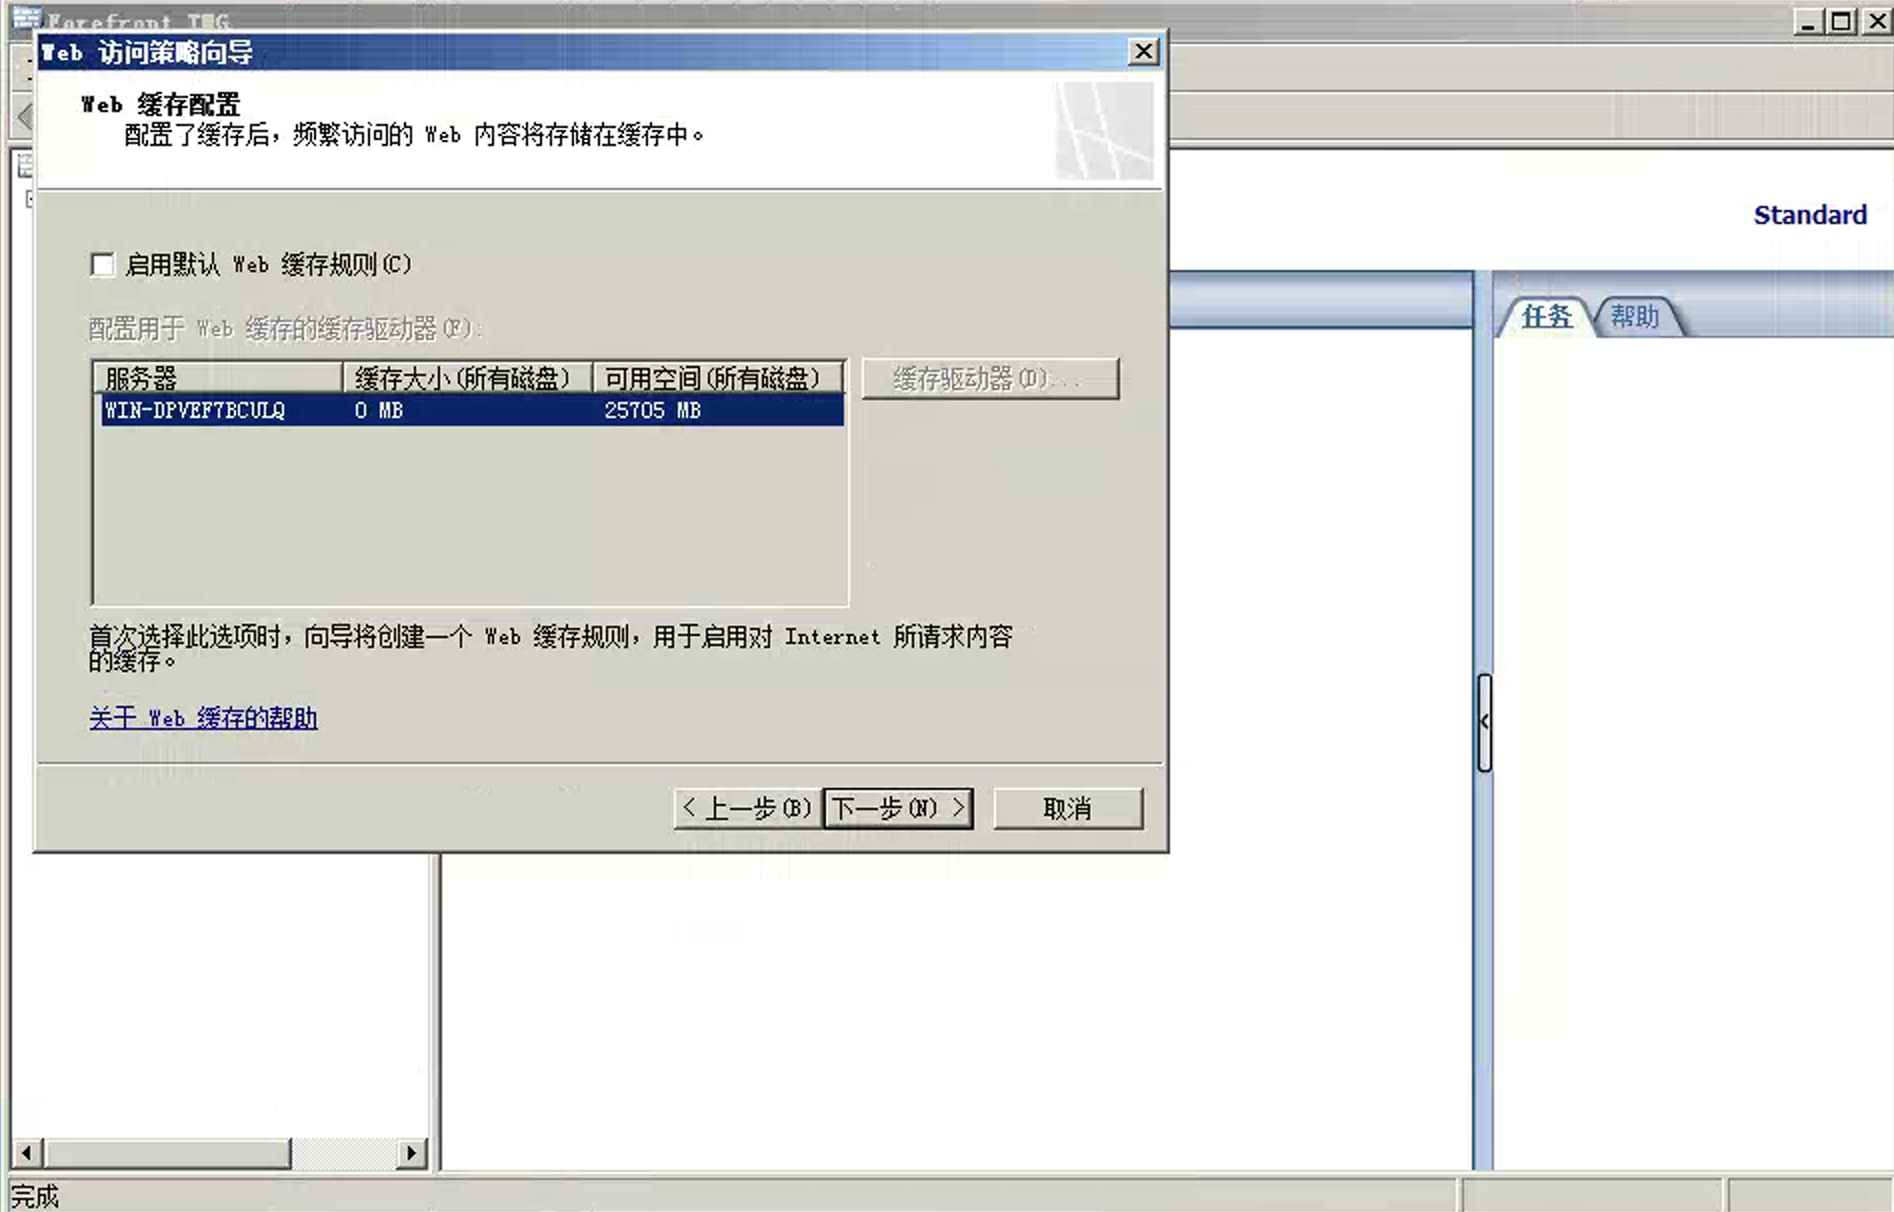 Forefront TMG
Web 访问策略向导
Web 缓存配置
配置了缓存后，频繁访问的 Web 内容将存储在缓存中。
Standard
启用默认 Web 缓存规则(C)
任务 帮助
配置用于 Web 缓存的缓存驱动器(F):
服务器 缓存大小(所有磁盘) 可用空间(所有磁盘) 缓存驱动器(D)...
WIN-DPVEF7BCULQ 0 MB 25705 MB
首次选择此选项时，向导将创建一个 Web 缓存规则，用于启用对 Internet 所请求内容
的缓存。
关于 Web 缓存的帮助
< 上一步(B) 下一步(N) > 取消
完成